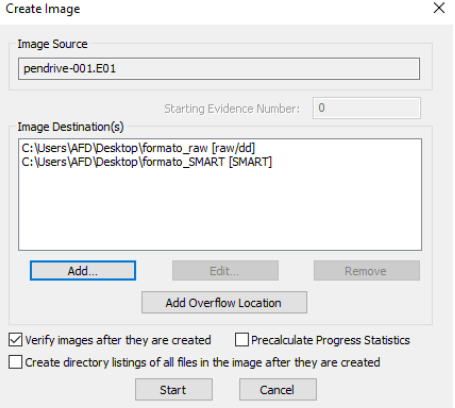 Create Image
Image Source
pendrive-001.E01
Starting Evidence Number: 0
Image Destination(s)
C:\Users\AFD\Desktop\formato_raw [raw/dd]
C:\Users\AFD\Desktop\formato_SMART [SMART]
Add... Edit... Remove
Add Overflow Location
Verify images after they are created Precalculate Progress Statistics
Create directory listings of all files in the image after they are created
Start Cancel